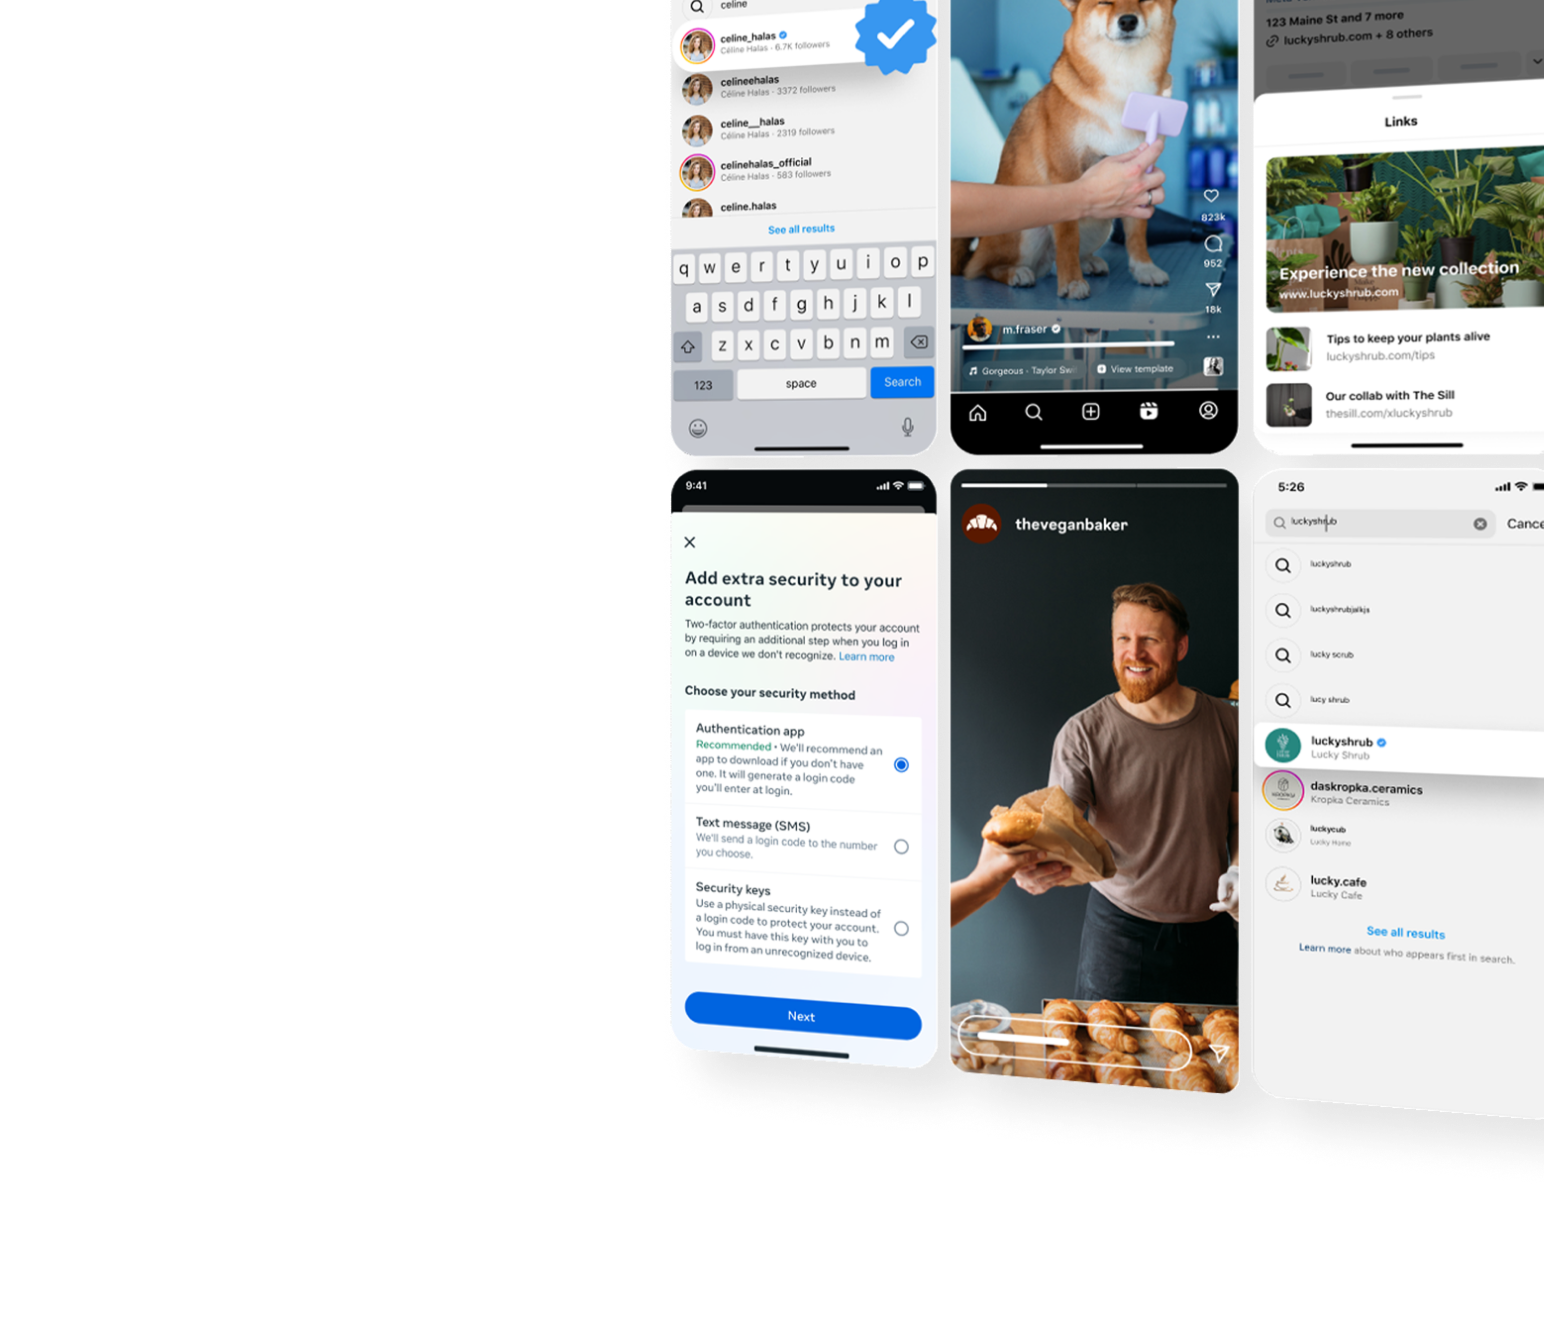 celine
celine_halas
Céline Halas · 6.7K followers
celineehalas
Céline Halas · 3372 followers
celine__halas
Céline Halas · 2319 followers
celinehalas_official
Céline Halas · 583 followers
celine.halas
See all results
q w e r t y u i o p
a s d f g h j k l
z x c v b n m
123
space
Search
823k
952
18k
m.fraser
Gorgeous · Taylor Sw
View template
123 Maine St and 7 more
luckyshrub.com + 8 others
Links
Experience the new collection
www.luckyshrub.com
Tips to keep your plants alive
luckyshrub.com/tips
Our collab with The Sill
thesill.com/xluckyshrub
9:41
Add extra security to your
account
Two-factor authentication protects your account
by requiring an additional step when you log in
on a device we don't recognize. Learn more
Choose your security method
Authentication app
Recommended • We'll recommend an
app to download if you don't have
one. It will generate a login code
you'll enter at login.
Text message (SMS)
We'll send a login code to the number
you choose.
Security keys
Use a physical security key instead of
a login code to protect your account.
You must have this key with you to
log in from an unrecognized device.
Next
theveganbaker
5:26
luckyshrub
Cance
luckyshrub
luckyshrubjalkjs
lucky scrub
lucy shrub
luckyshrub
Lucky Shrub
daskropka.ceramics
Kropka Ceramics
luckycub
Lucky Home
lucky.cafe
Lucky Cafe
See all results
Learn more about who appears first in search.